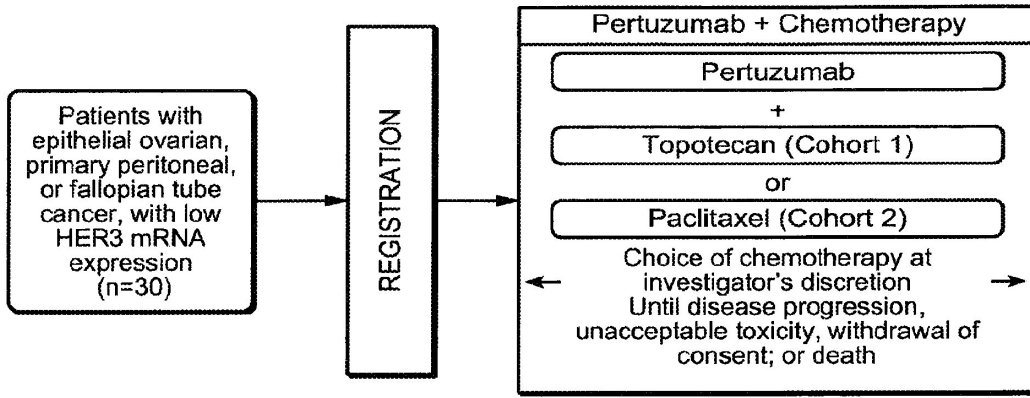 Patients with
epithelial ovarian,
primary peritoneal,
or fallopian tube
cancer, with low
HER3 mRNA
expression
(n=30)
REGISTRATION
Pertuzumab + Chemotherapy
Pertuzumab
+
Topotecan (Cohort 1)
or
Paclitaxel (Cohort 2)
Choice of chemotherapy at
investigator's discretion
Until disease progression,
unacceptable toxicity, withdrawal of
consent; or death